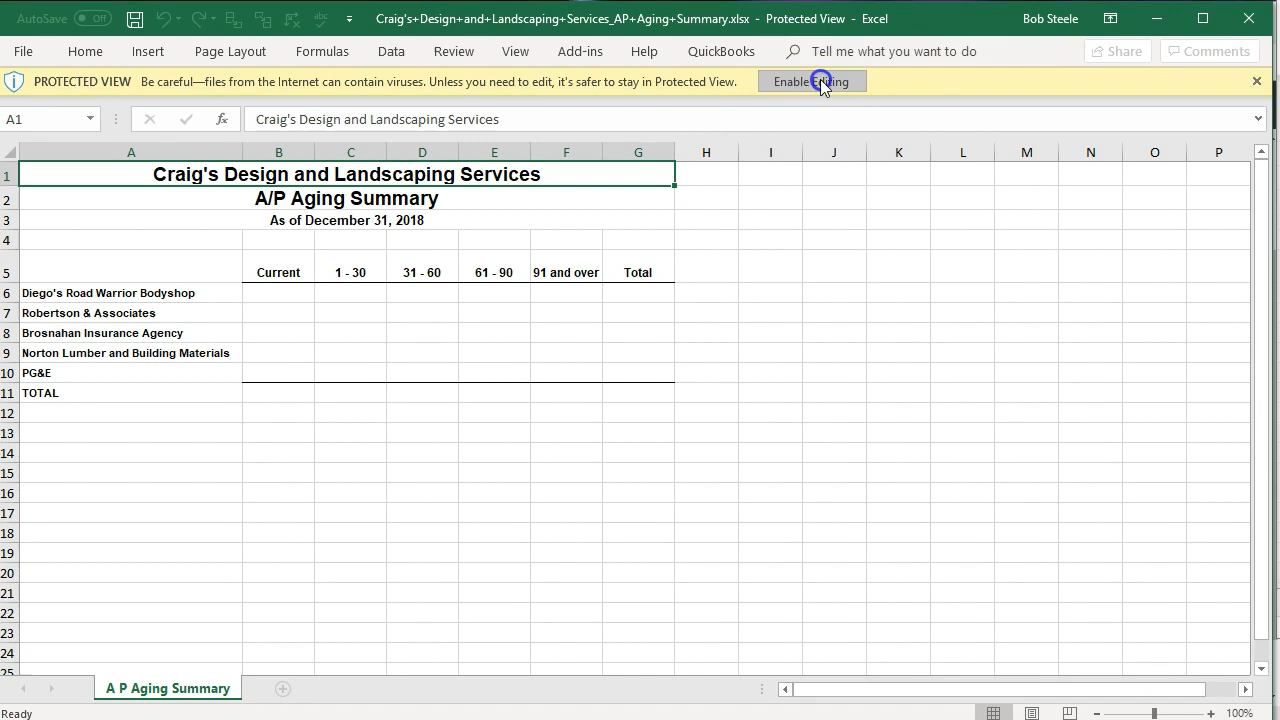 AutoSave Off Craig's+Design+and+Landscaping+Services_AP+Aging+Summary.xlsx - Protected View - Excel Bob Steele
File Home Insert Page Layout Formulas Data Review View Add-ins Help QuickBooks Tell me what you want to do Share Comments
PROTECTED VIEW Be careful—files from the Internet can contain viruses. Unless you need to edit, it's safer to stay in Protected View. Enable Editing
A1 fx Craig's Design and Landscaping Services
A B C D E F G H I J K L M N O P
1 Craig's Design and Landscaping Services
2 A/P Aging Summary
3 As of December 31, 2018
4
5 Current 1 - 30 31 - 60 61 - 90 91 and over Total
6 Diego's Road Warrior Bodyshop
7 Robertson & Associates
8 Brosnahan Insurance Agency
9 Norton Lumber and Building Materials
10 PG&E
11 TOTAL
12
13
14
15
16
17
18
19
20
21
22
23
24
25
A P Aging Summary
Ready 100%